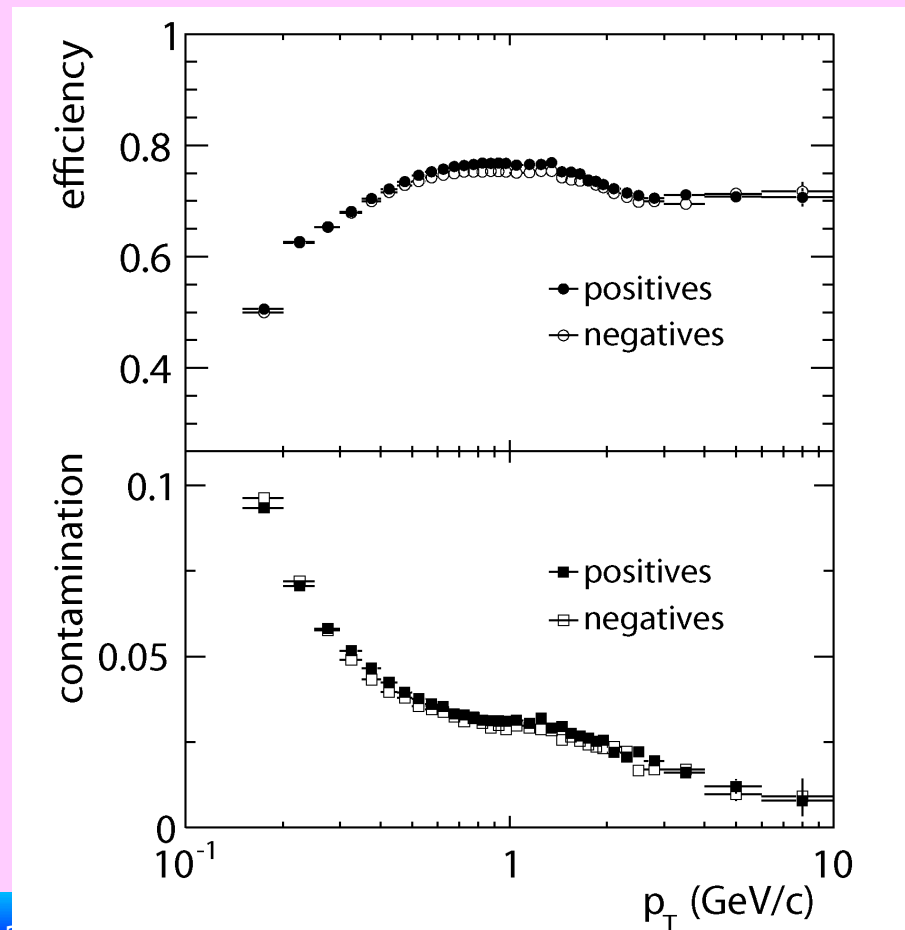 efficiency
1
0.8
0.6
0.4
positives
negatives
contamination
0.1
0.05
0
positives
negatives
10-1
1
10
pT (GeV/c)